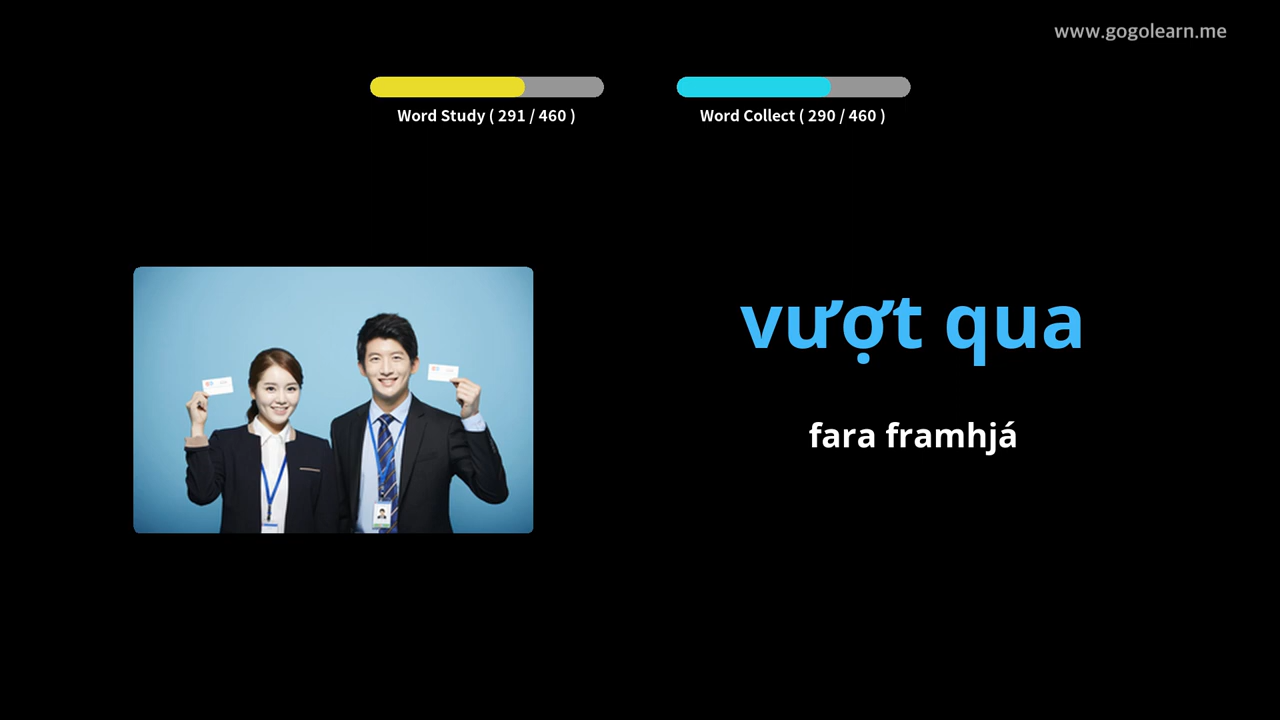 www.gogolearn.me
Word Study ( 291 / 460 )
Word Collect ( 290 / 460 )
vượt qua
fara framhjá